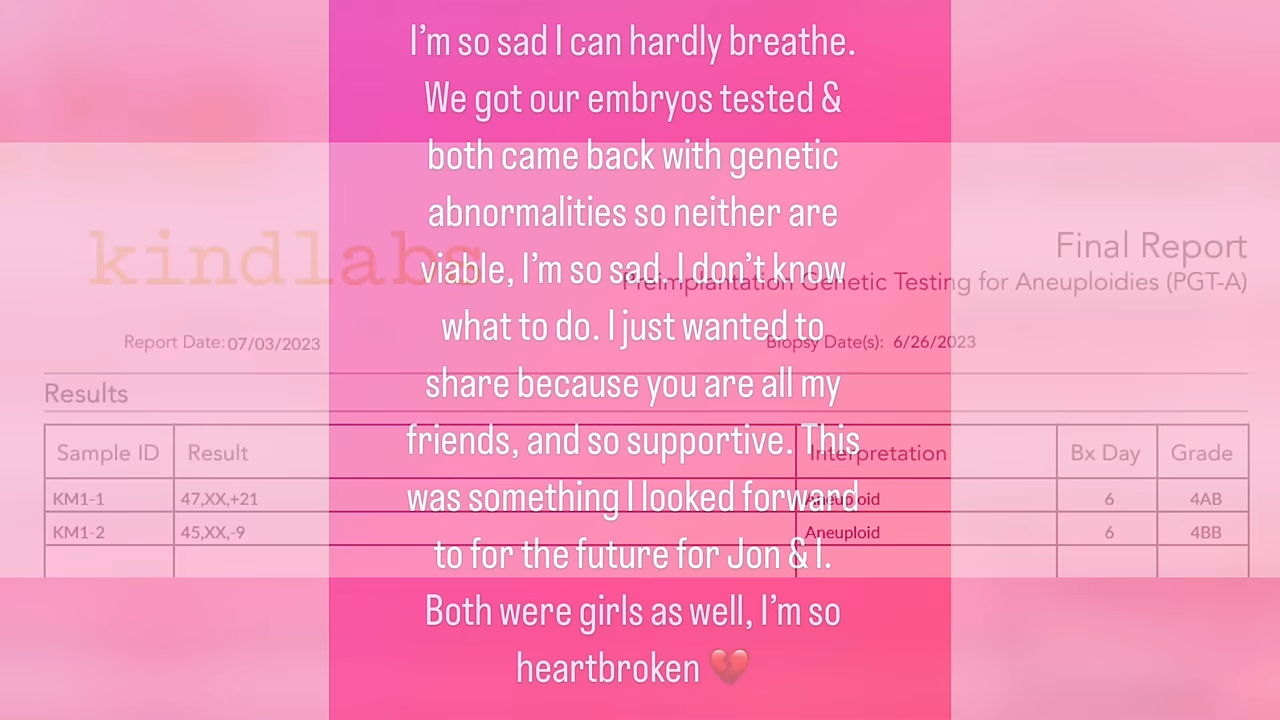 I'm so sad I can hardly breathe.
We got our embryos tested &
both came back with genetic
abnormalities so neither are
viable, I'm so sad. I don't know
what to do. I just wanted to
share because you are all my
friends, and so supportive. This
was something I looked forward
to for the future for Jon & I.
Both were girls as well, I'm so
heartbroken 💔
kindlabs
Final Report
Preimplantation Genetic Testing for Aneuploidies (PGT-A)
Report Date: 07/03/2023
Biopsy Date(s): 6/26/2023
Results
Sample ID Result Interpretation Bx Day Grade
KM1-1 47,XX,+21 Aneuploid 6 4AB
KM1-2 45,XX,-9 Aneuploid 6 4BB